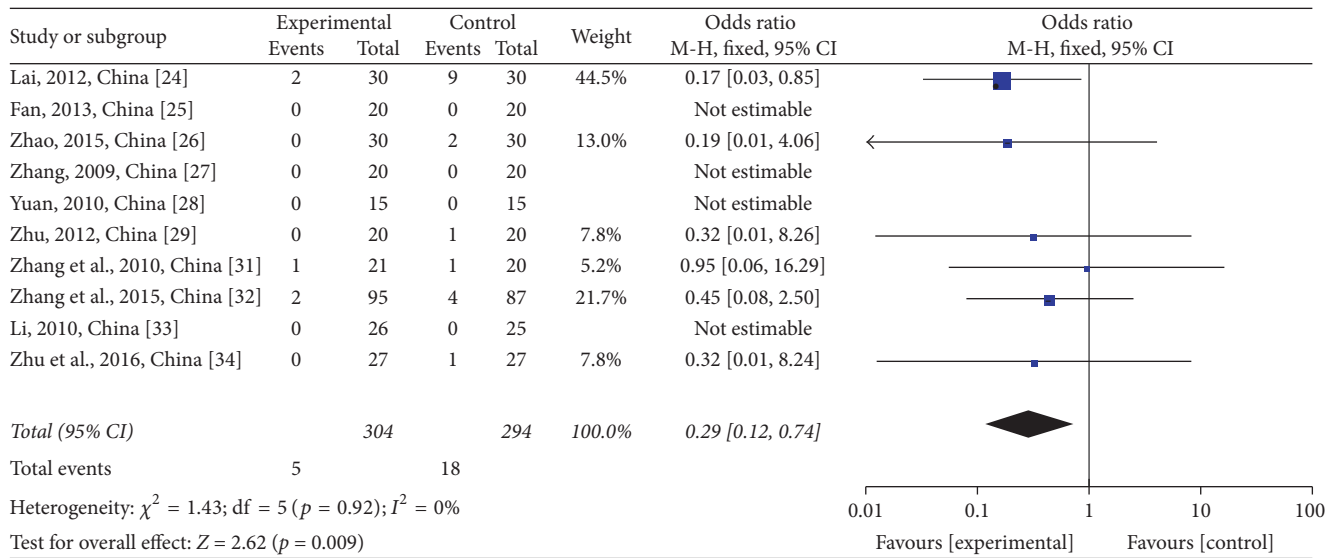 Study or subgroup Experimental Control Weight Odds ratio Odds ratio
Events Total Events Total M-H, fixed, 95% CI M-H, fixed, 95% CI
Lai, 2012, China [24] 2 30 9 30 44.5% 0.17 [0.03, 0.85]
Fan, 2013, China [25] 0 20 0 20 Not estimable
Zhao, 2015, China [26] 0 30 2 30 13.0% 0.19 [0.01, 4.06]
Zhang, 2009, China [27] 0 20 0 20 Not estimable
Yuan, 2010, China [28] 0 15 0 15 Not estimable
Zhu, 2012, China [29] 0 20 1 20 7.8% 0.32 [0.01, 8.26]
Zhang et al., 2010, China [31] 1 21 1 20 5.2% 0.95 [0.06, 16.29]
Zhang et al., 2015, China [32] 2 95 4 87 21.7% 0.45 [0.08, 2.50]
Li, 2010, China [33] 0 26 0 25 Not estimable
Zhu et al., 2016, China [34] 0 27 1 27 7.8% 0.32 [0.01, 8.24]
Total (95% CI) 304 294 100.0% 0.29 [0.12, 0.74]
Total events 5 18
Heterogeneity: χ² = 1.43; df = 5 (p = 0.92); I² = 0%
Test for overall effect: Z = 2.62 (p = 0.009)
0.01 0.1 1 10 100
Favours [experimental] Favours [control]